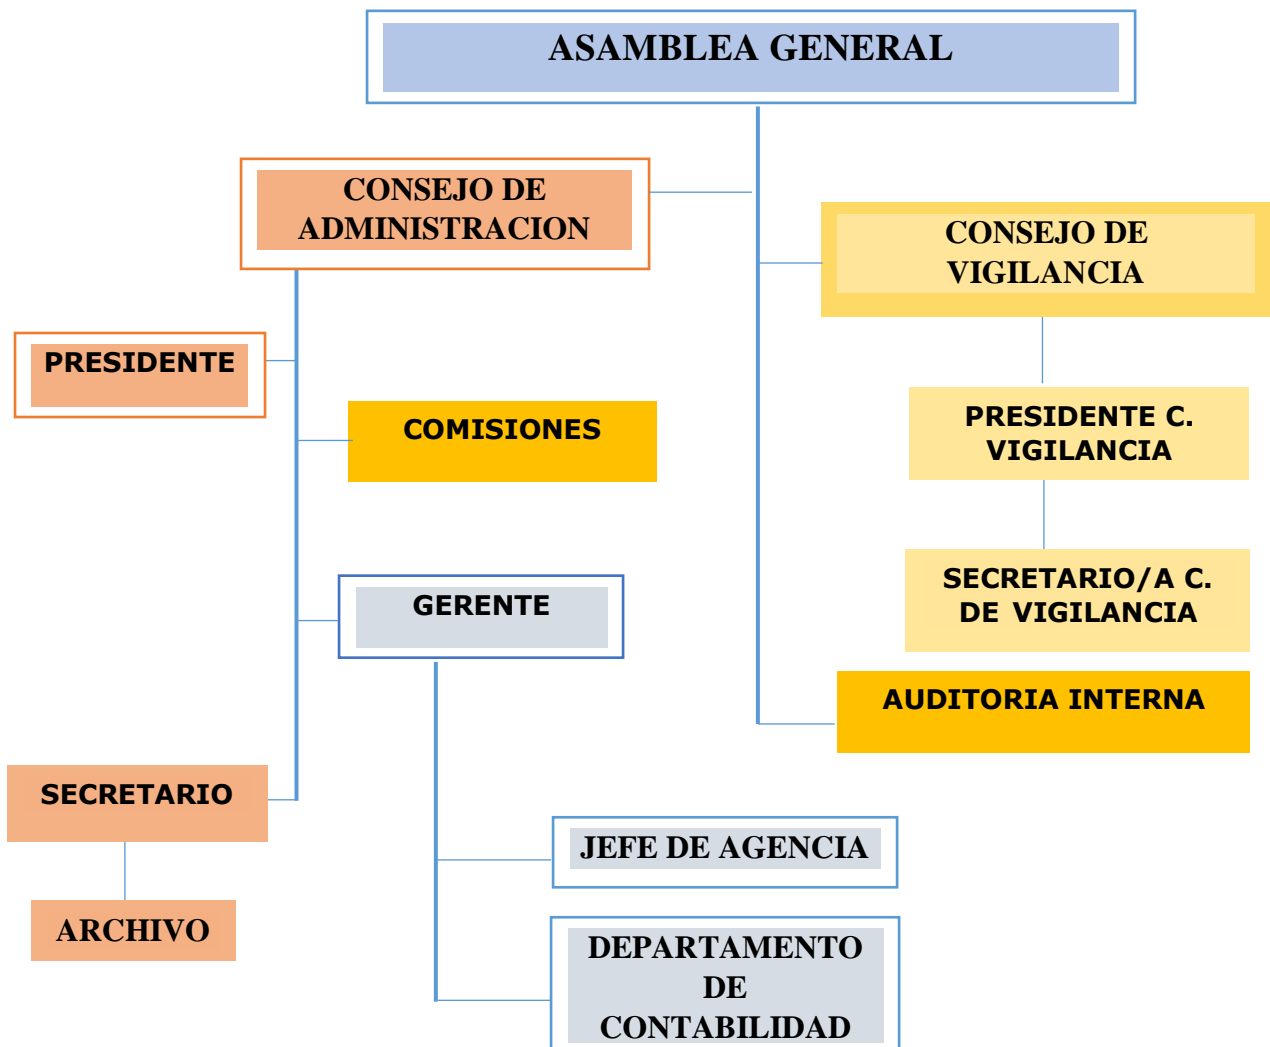 ASAMBLEA GENERAL
CONSEJO DE
ADMINISTRACION
CONSEJO DE
VIGILANCIA
PRESIDENTE
COMISIONES
PRESIDENTE C.
VIGILANCIA
SECRETARIO/A C.
DE VIGILANCIA
GERENTE
AUDITORIA INTERNA
SECRETARIO
ARCHIVO
JEFE DE AGENCIA
DEPARTAMENTO
DE
CONTABILIDAD